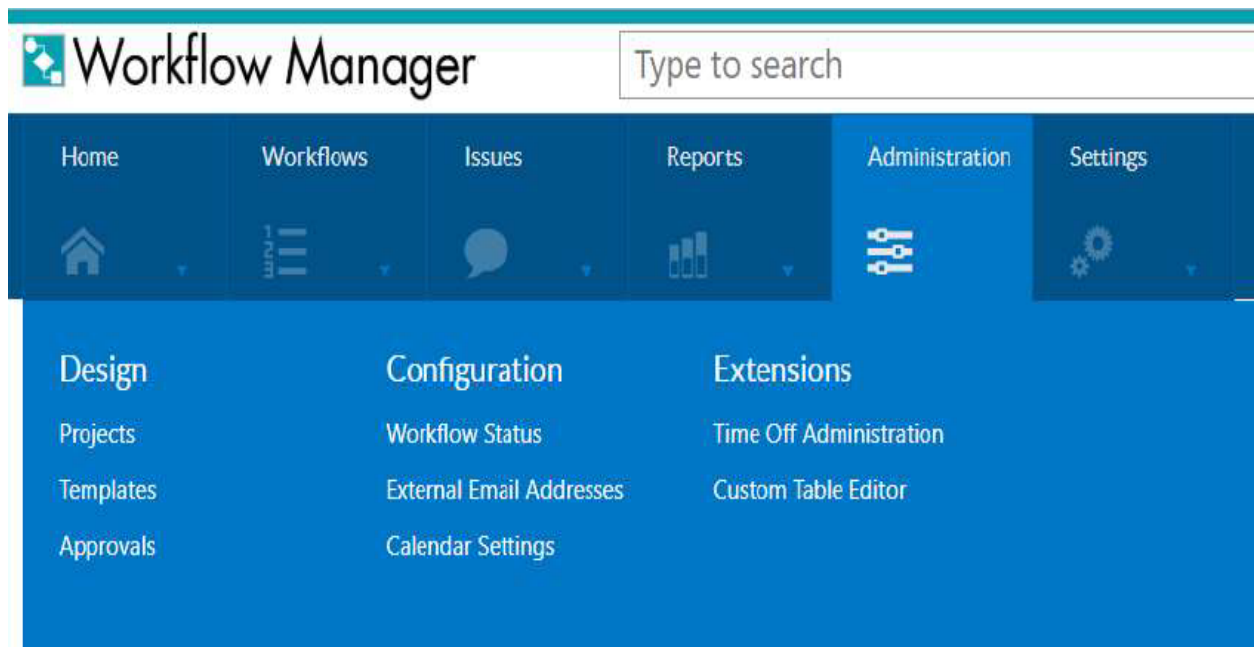 Workflow Manager
Type to search
Home Workflows Issues Reports Administration Settings
Design Configuration Extensions
Projects Workflow Status Time Off Administration
Templates External Email Addresses Custom Table Editor
Approvals Calendar Settings